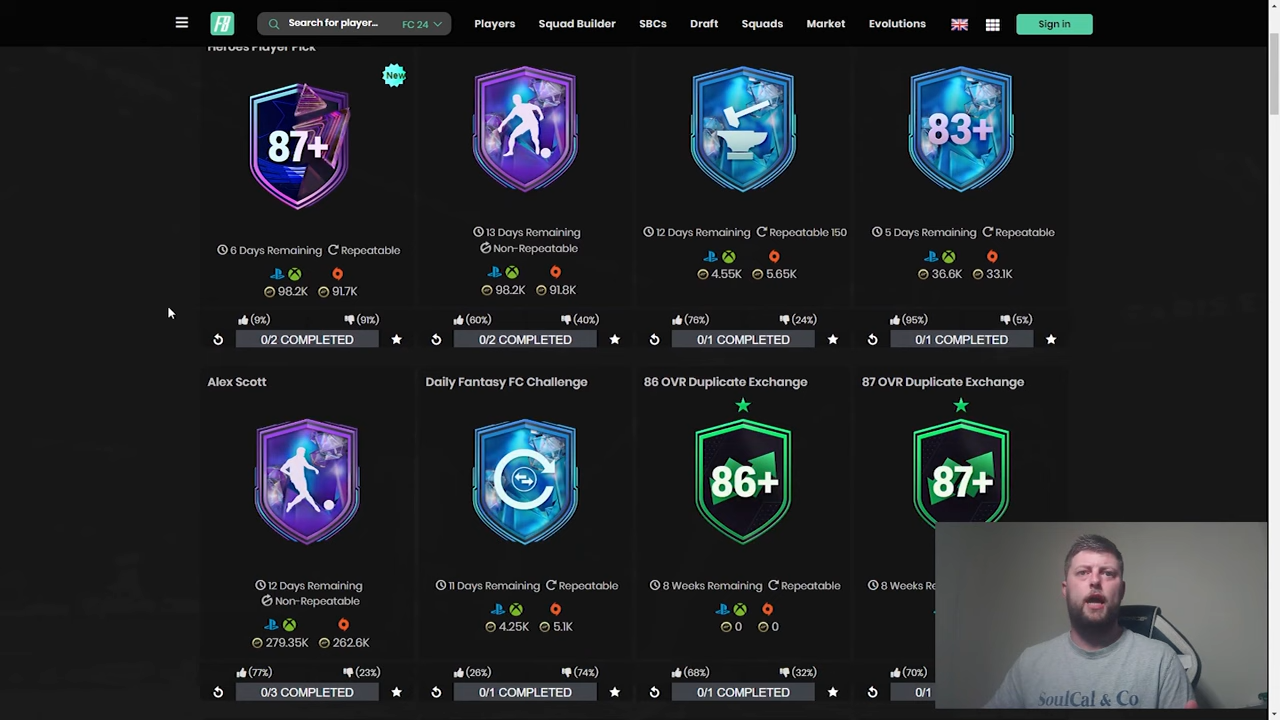 FB
Search for player...
FC 24
Players
Squad Builder
SBCs
Draft
Squads
Market
Evolutions
Sign in
Heroes Player Pick
New
87+
83+
6 Days Remaining Repeatable
98.2K 91.7K
(9%) (91%)
0/2 COMPLETED
13 Days Remaining
Non-Repeatable
98.2K 91.8K
(60%) (40%)
0/2 COMPLETED
12 Days Remaining Repeatable 150
4.55K 5.65K
(76%) (24%)
0/1 COMPLETED
5 Days Remaining Repeatable
36.6K 33.1K
(95%) (5%)
0/1 COMPLETED
Alex Scott
12 Days Remaining
Non-Repeatable
279.35K 262.6K
(77%) (23%)
0/3 COMPLETED
Daily Fantasy FC Challenge
11 Days Remaining Repeatable
4.25K 5.1K
(26%) (74%)
0/1 COMPLETED
86 OVR Duplicate Exchange
86+
8 Weeks Remaining Repeatable
0 0
(68%) (32%)
0/1 COMPLETED
87 OVR Duplicate Exchange
87+
8 Weeks
(70%)
0/1
SoulCal & Co